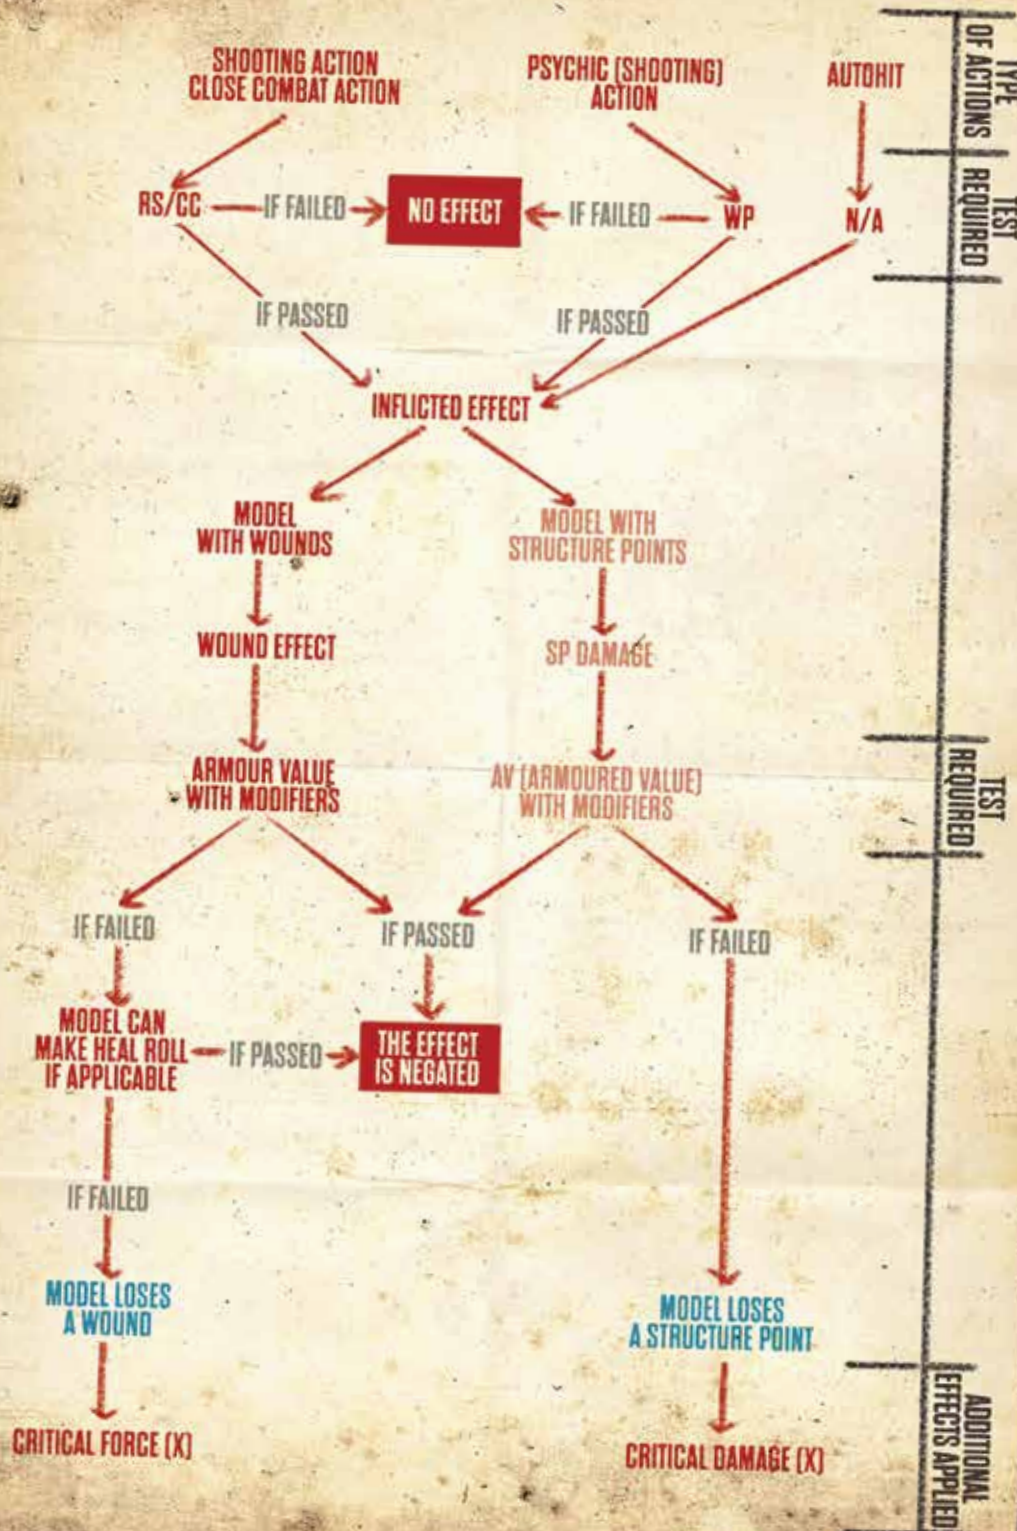 SHOOTING ACTION
CLOSE COMBAT ACTION
PSYCHIC (SHOOTING)
ACTION
AUTOHIT
TYPE
OF ACTIONS
RS/CC
IF FAILED
NO EFFECT
IF FAILED
WP
N/A
TEST
REQUIRED
IF PASSED
IF PASSED
INFLICTED EFFECT
MODEL
WITH WOUNDS
MODEL WITH
STRUCTURE POINTS
WOUND EFFECT
SP DAMAGE
ARMOUR VALUE
WITH MODIFIERS
AV (ARMOURED VALUE)
WITH MODIFIERS
TEST
REQUIRED
IF FAILED
IF PASSED
IF FAILED
MODEL CAN
MAKE HEAL ROLL
IF APPLICABLE
IF PASSED
THE EFFECT
IS NEGATED
IF FAILED
MODEL LOSES
A WOUND
MODEL LOSES
A STRUCTURE POINT
CRITICAL FORCE (X)
CRITICAL DAMAGE (X)
ADDITIONAL
EFFECTS APPLIED